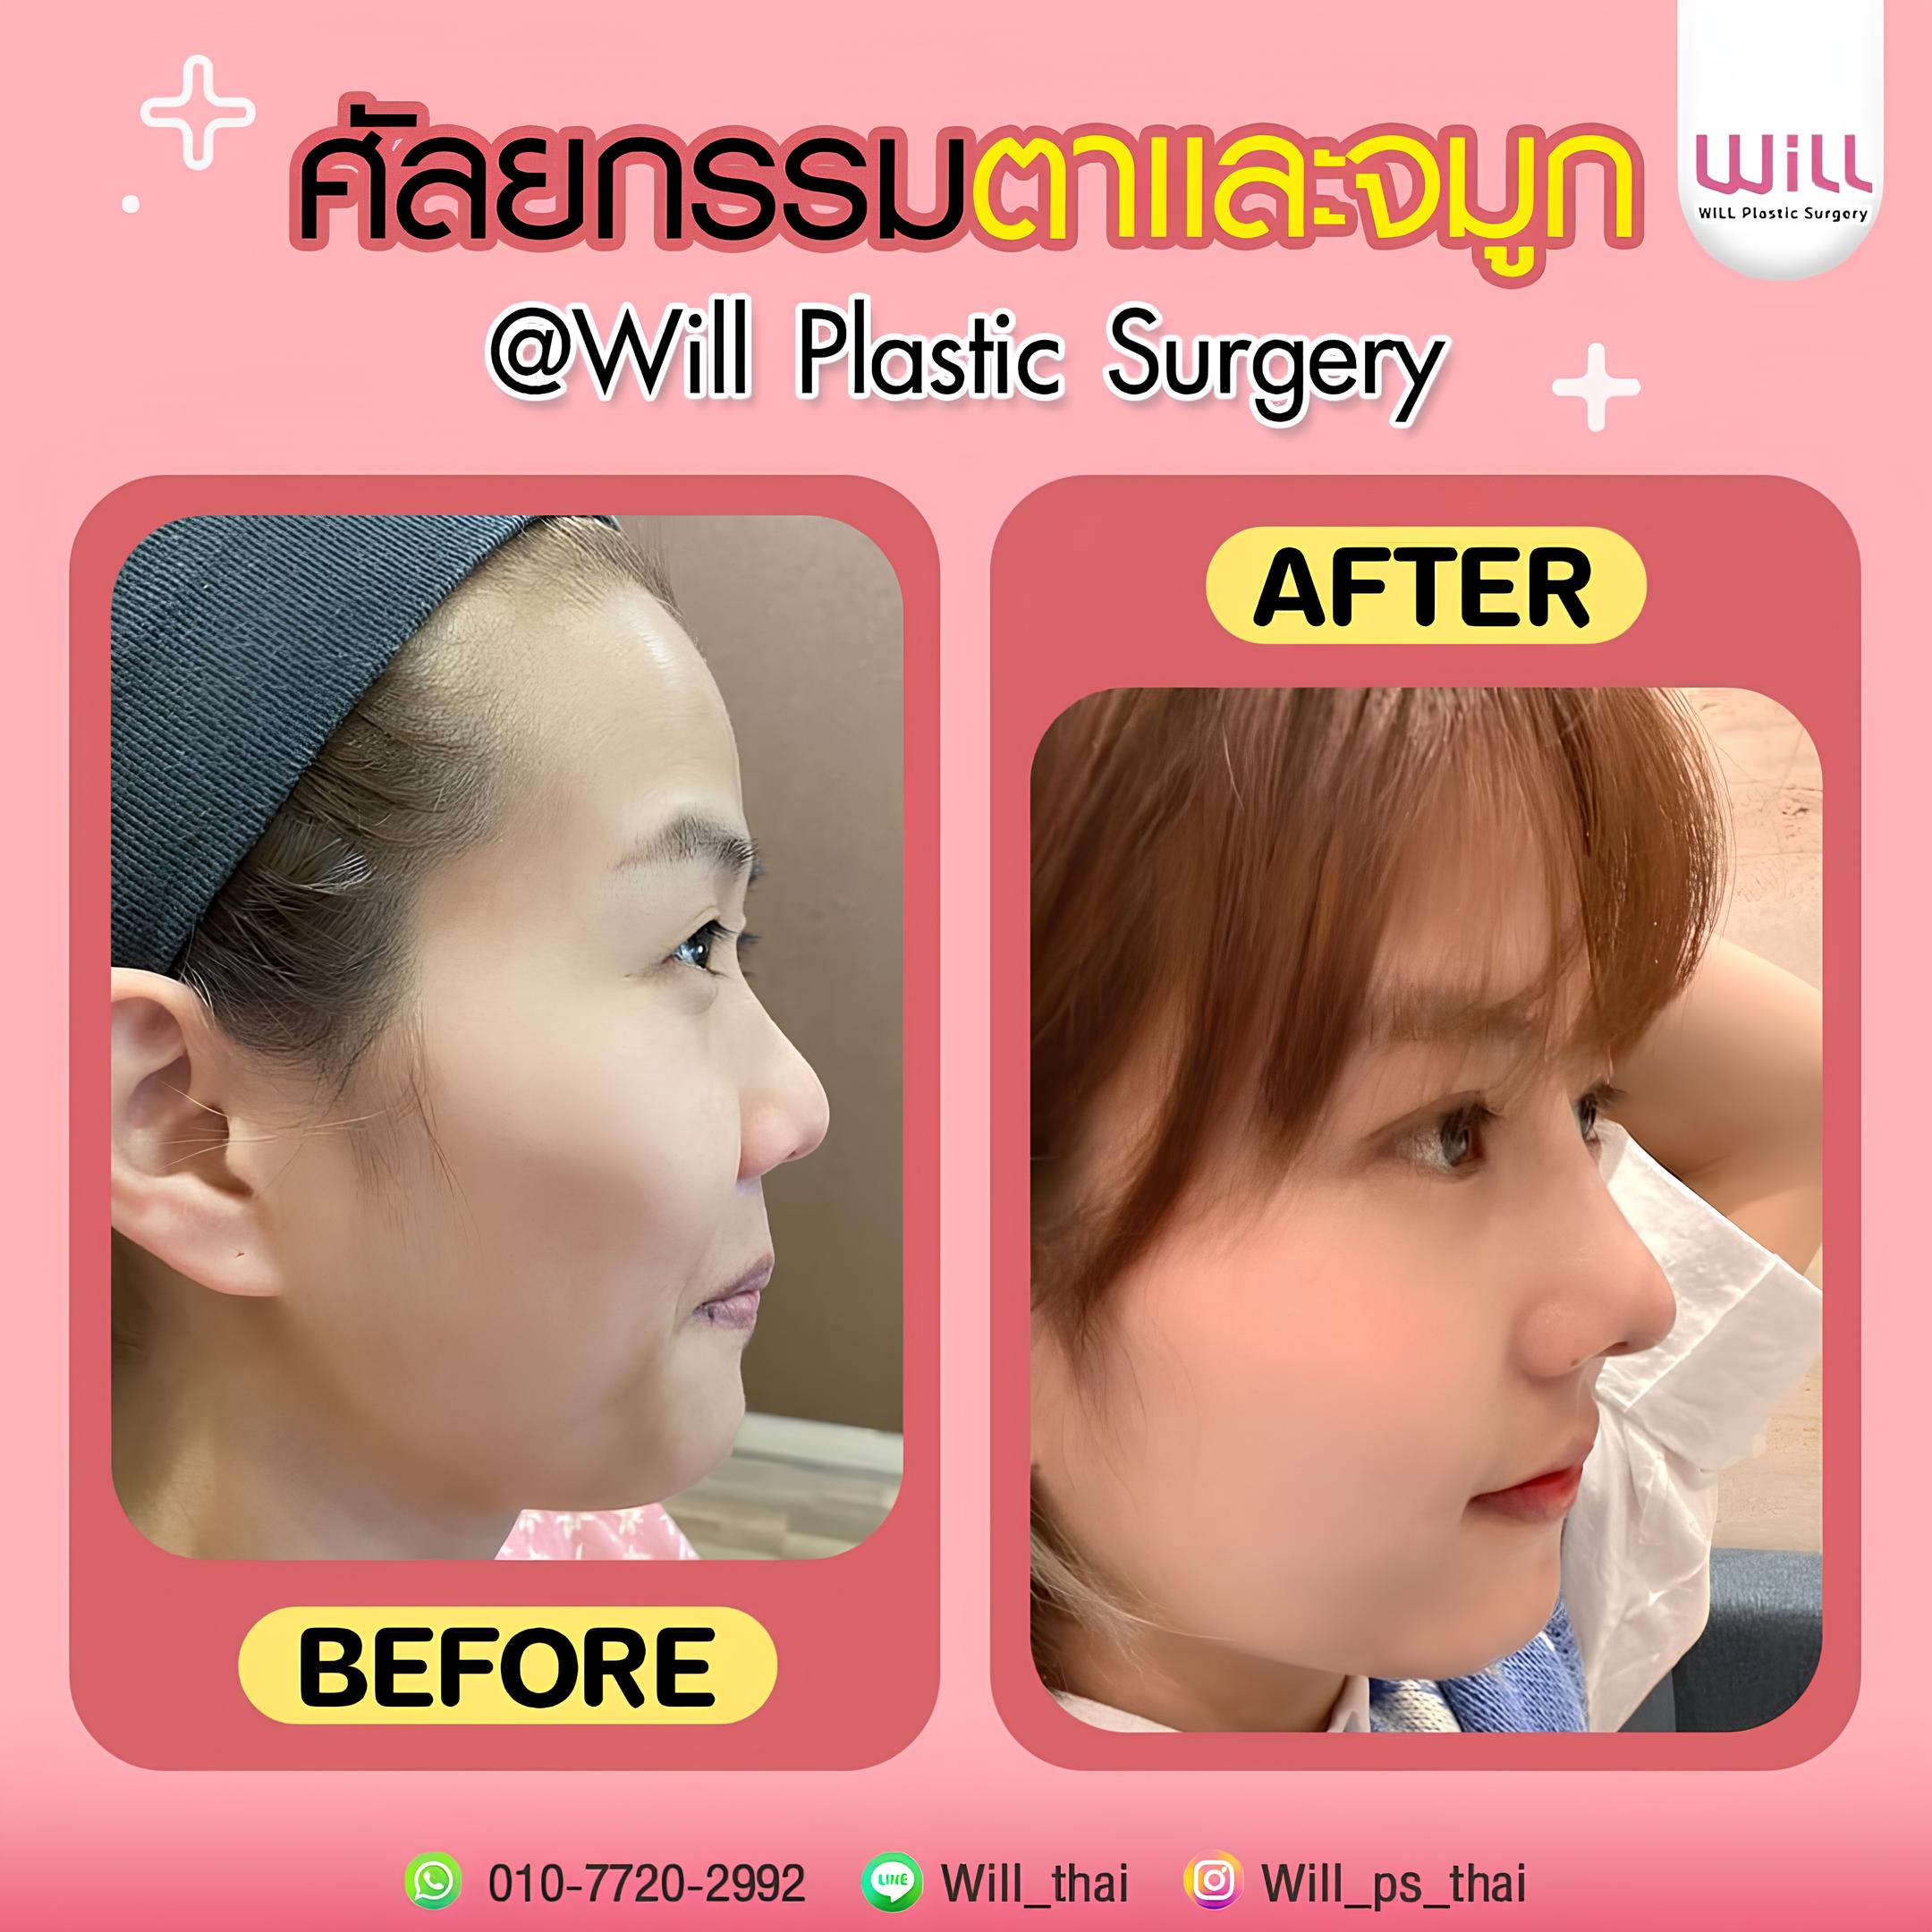 ศัลยกรรมตาและจมูก
Will
WILL Plastic Surgery
@Will Plastic Surgery
BEFORE
AFTER
010-7720-2992
LINE
Will_thai
Will_ps_thai